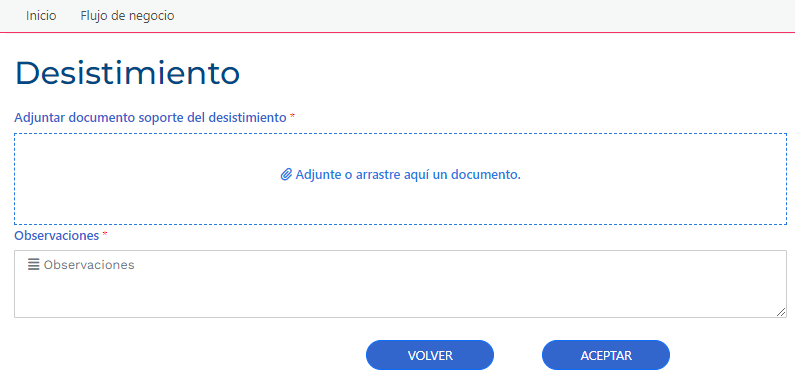 Inicio Flujo de negocio
Desistimiento
Adjuntar documento soporte del desistimiento *
Adjunte o arrastre aquí un documento.
Observaciones *
Observaciones
VOLVER ACEPTAR